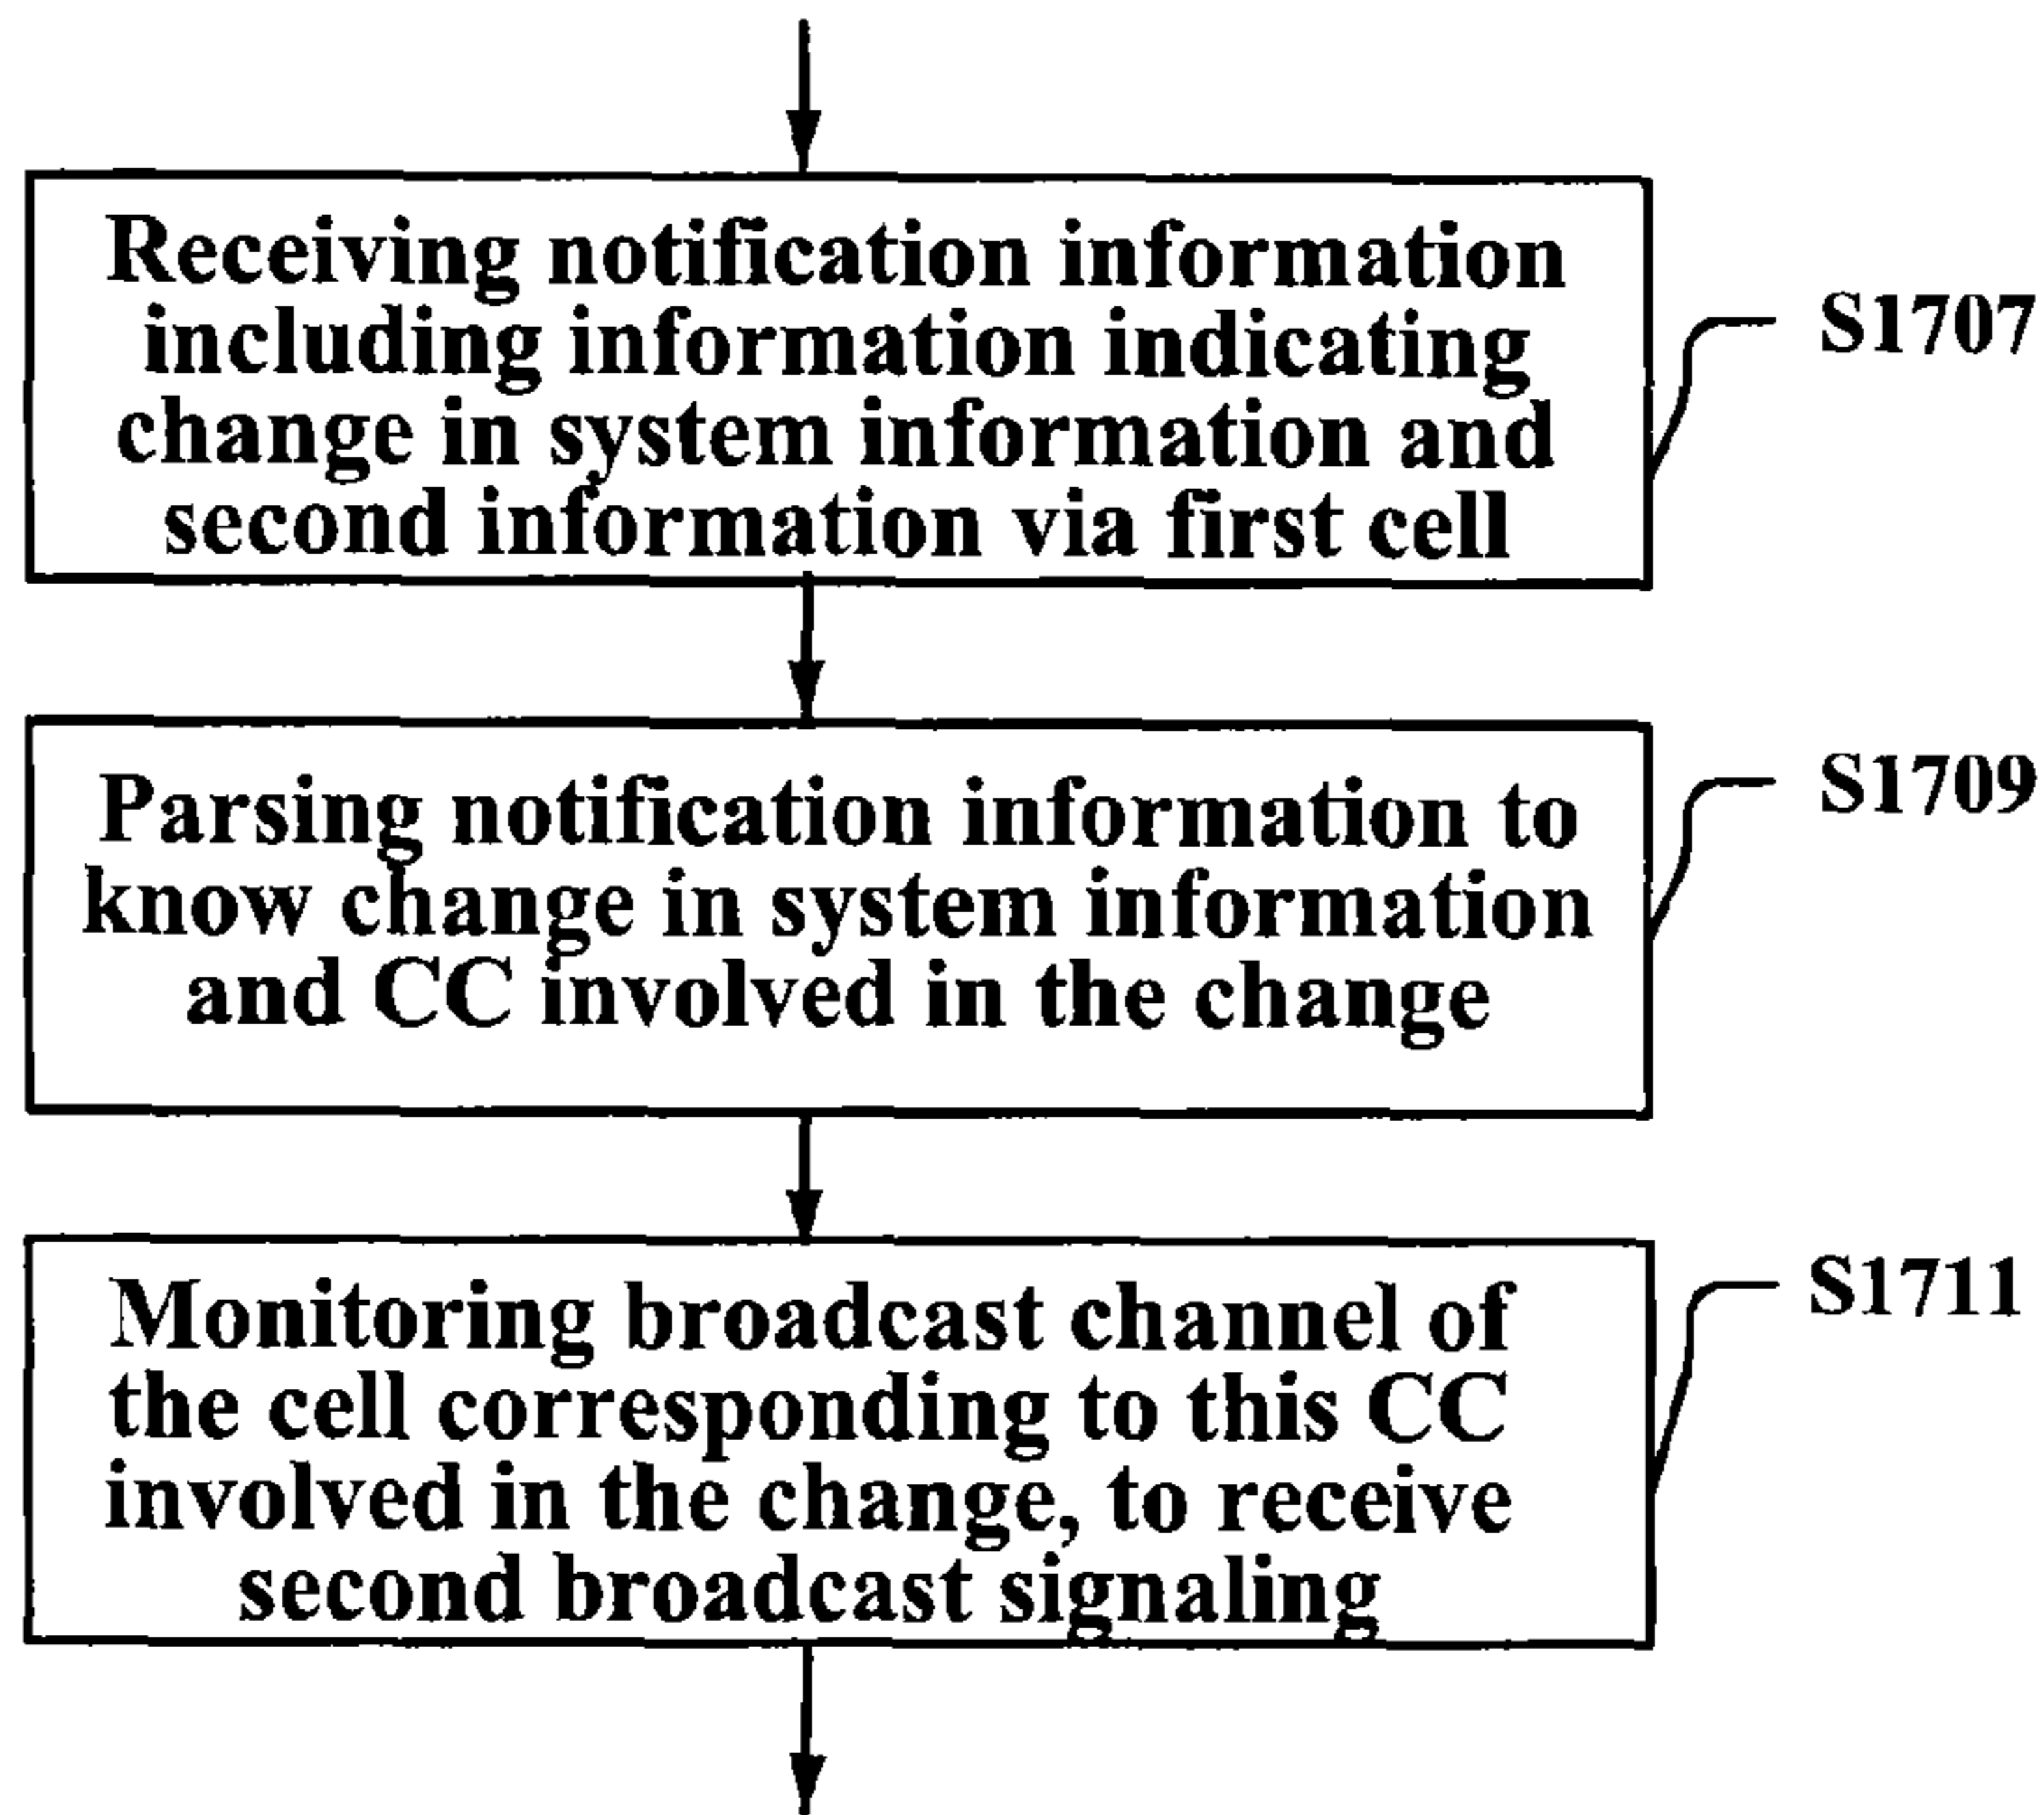 Receiving notification information
including information indicating
change in system information and
second information via first cell
S1707
Parsing notification information to
know change in system information
and CC involved in the change
S1709
Monitoring broadcast channel of
the cell corresponding to this CC
involved in the change, to receive
second broadcast signaling
S1711